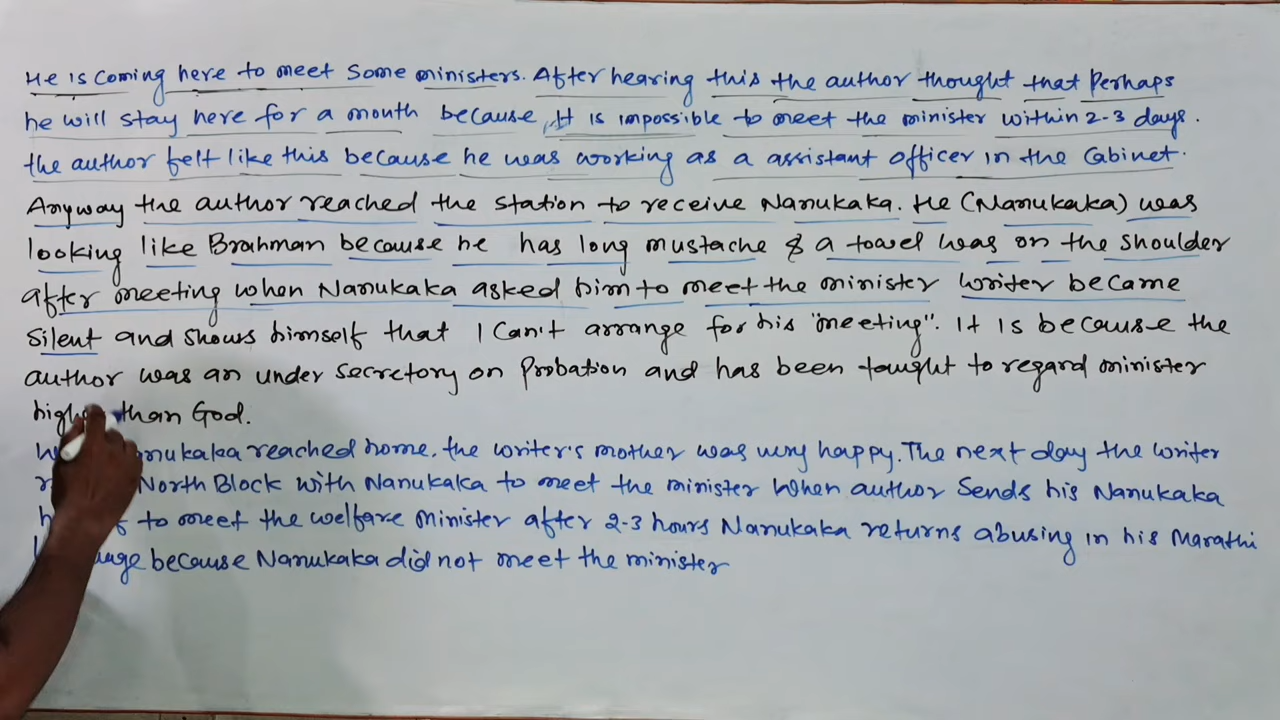 He is coming here to meet some ministers. After hearing this the author thought that Perhaps
he will stay here for a month because, It is impossible to meet the minister within 2-3 days.
the author felt like this because he was working as a assistant officer in the Cabinet.
Anyway the author reached the station to receive Nanukaka. He (Nanukaka) was
looking like Brahman because he has long mustache & a towel was on the shoulder
after meeting when Nanukaka asked him to meet the minister writer became
Silent and shows himself that I Can't arrange for his "meeting". It is because the
author was an under Secretory on Probation and has been taught to regard minister
than God.
reached home. the writer's mother was very happy. The next day the writer
North Block with Nanukaka to meet the minister when author Sends his Nanukaka
to meet the welfare minister after 2-3 hours Nanukaka returns abusing in his Marathi
because Nanukaka did not meet the minister